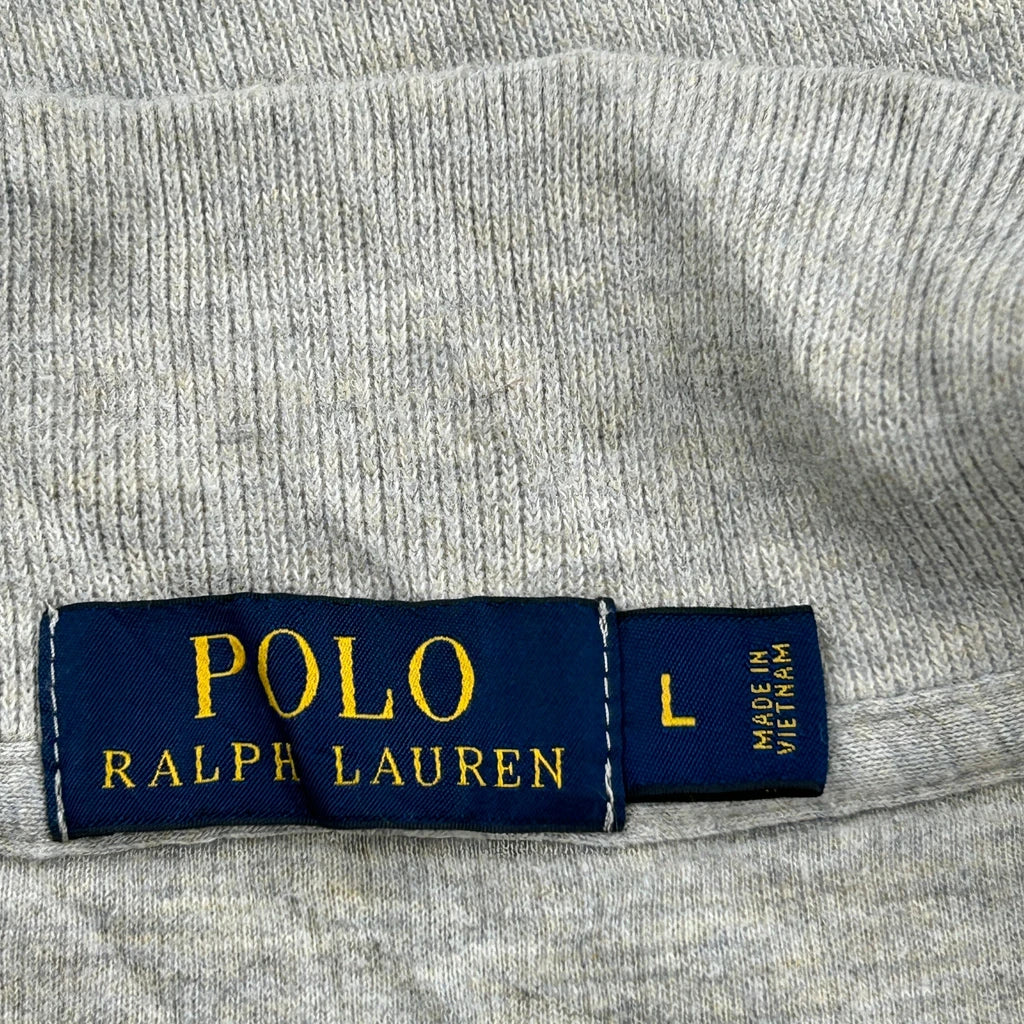 POLO
RALPH LAUREN
L
MADE IN
VIETNAM